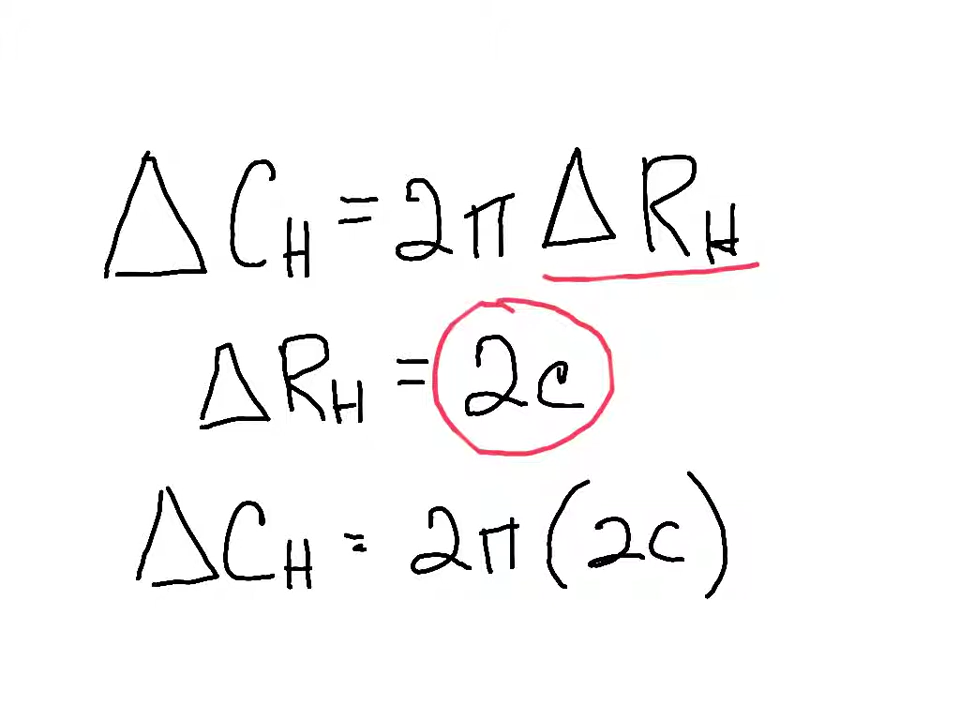 ΔC_H = 2π ΔR_H
ΔR_H = 2c
ΔC_H = 2π(2c)